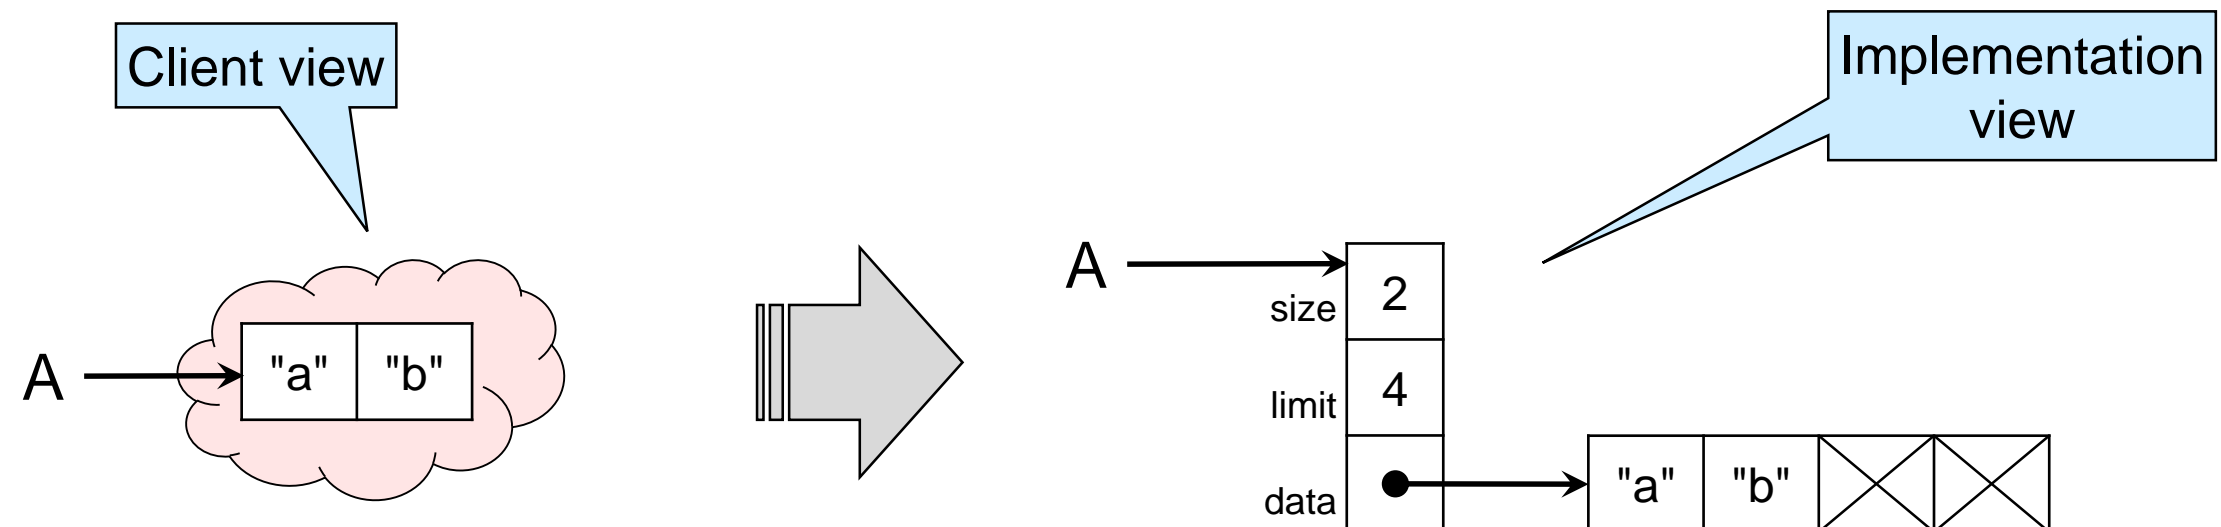 Client view
Implementation
view
A
"a" "b"
A
size 2
limit 4
data "a" "b"